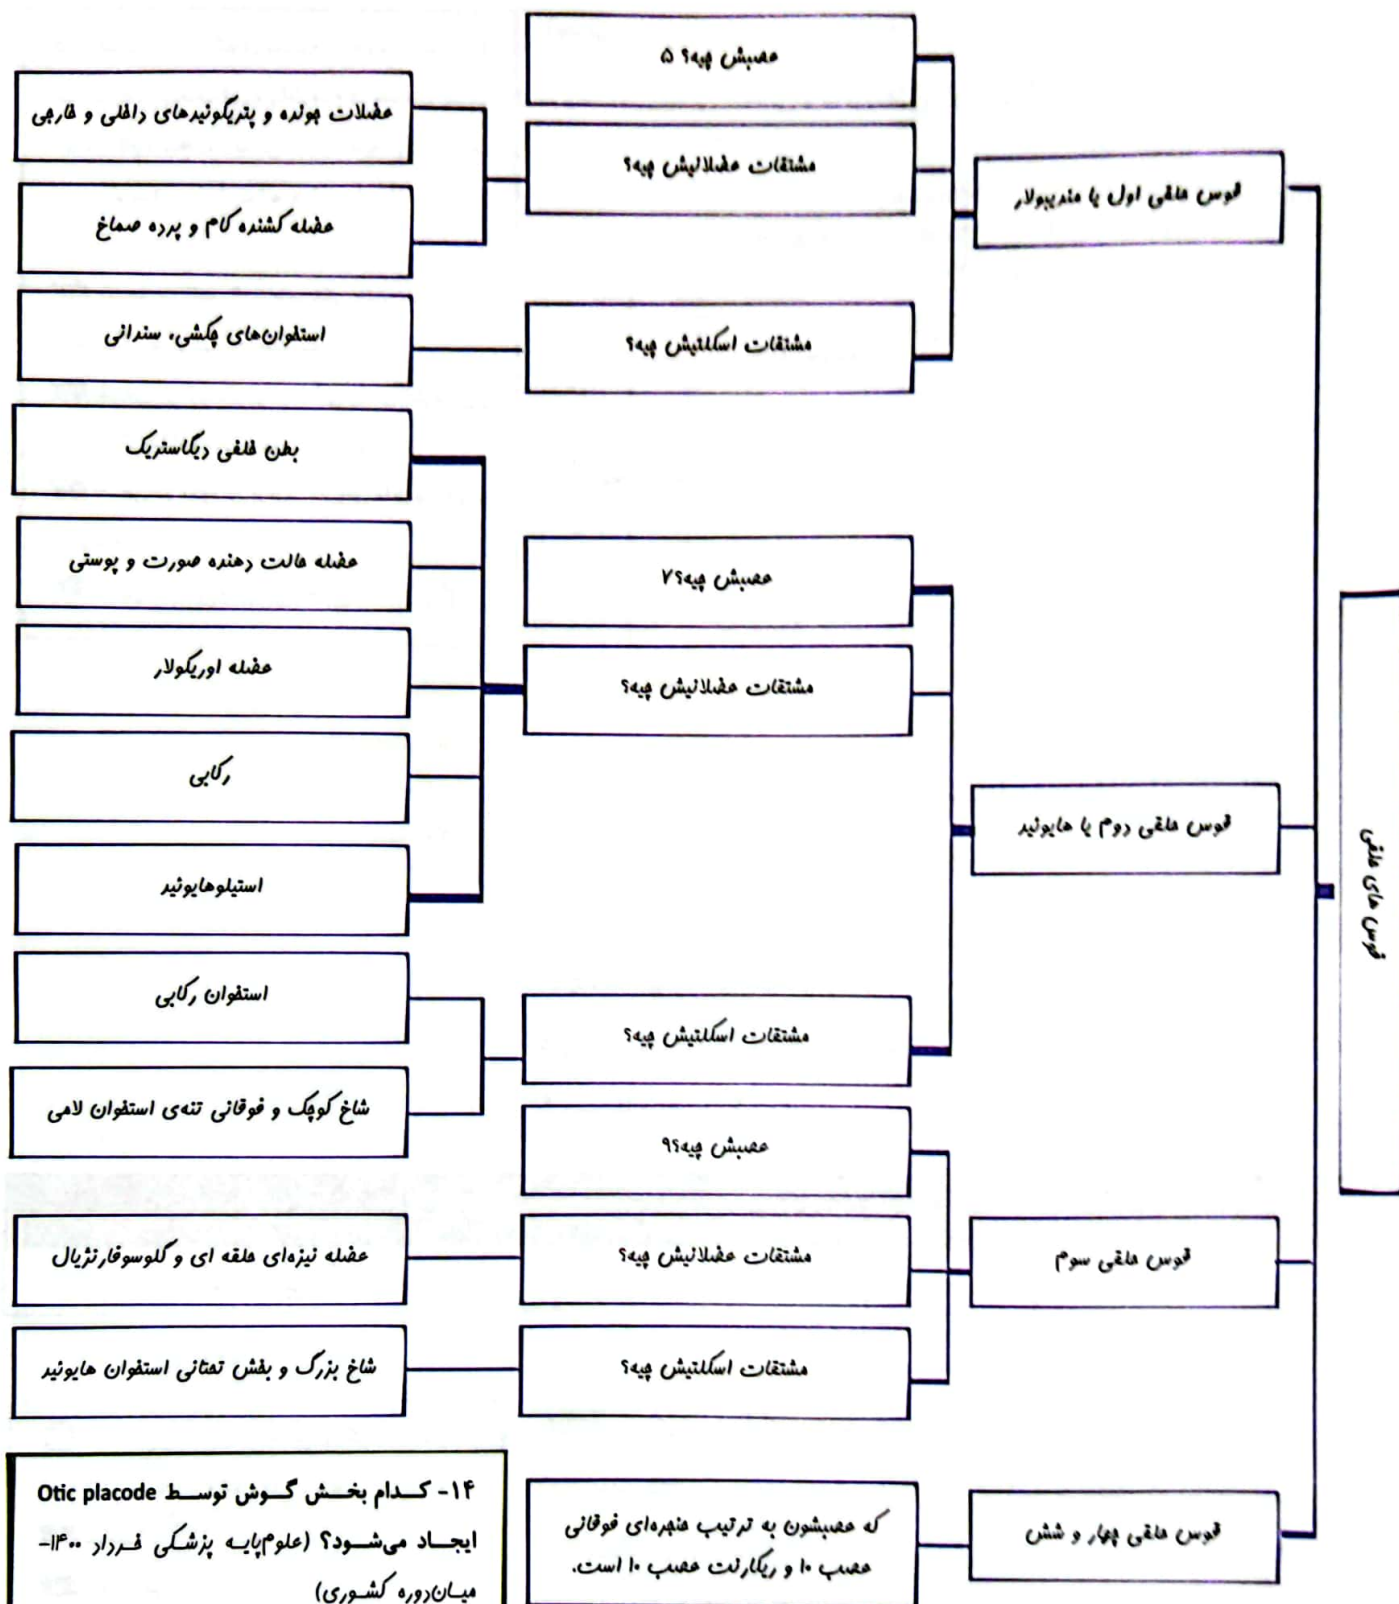 قوس های حلقی
قوس حلقی اول یا مندیبولار
عصبش چیه؟ ۵
مشتقات عضلانیش چیه؟
عضلات جونده و پتریگوئیدهای داخلی و خارجی
عضله کشنده کام و پرده صماخ
مشتقات اسکلتیش چیه؟
استخوان‌های چکشی، سندانی
قوس حلقی دوم یا هایوئید
عصبش چیه؟ ۷
مشتقات عضلانیش چیه؟
بطن خلفی دیگاستریک
عضله حالت دهنده صورت و پوستی
عضله اوریکولار
رکابی
استیلوهایوئید
مشتقات اسکلتیش چیه؟
استخوان رکابی
شاخ کوچک و فوقانی تنه‌ی استخوان لامی
قوس حلقی سوم
عصبش چیه؟ ۹
مشتقات عضلانیش چیه؟
عضله نیزه‌ای حلقه ای و گلوسوفارنژیال
مشتقات اسکلتیش چیه؟
شاخ بزرگ و بخش تحتانی استخوان هایوئید
قوس حلقی چهار و شش
که عصبشون به ترتیب حنجره‌ای فوقانی
عصب ۱۰ و ریکارنت عصب ۱۰ است.
۱۴- کدام بخش گوش توسط Otic placode
ایجاد می‌شود؟ (علوم‌پایه پزشکی خرداد ۱۴۰۰-
میان‌دوره کشوری)